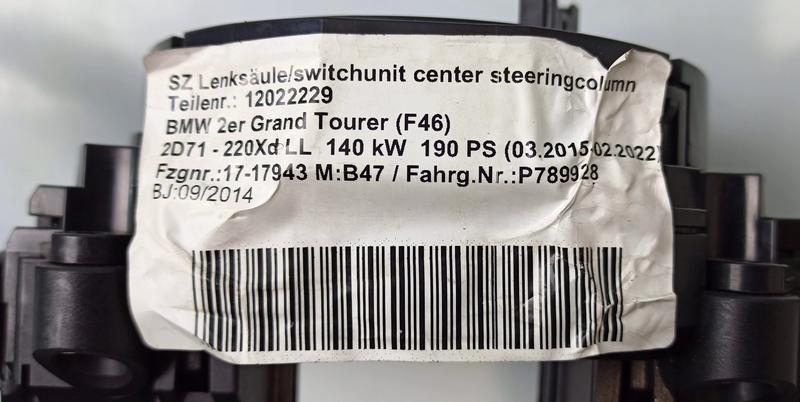 SZ Lenksäule/switchunit center steeringcolumn
Teilenr.: 12022229
BMW 2er Grand Tourer (F46)
2D71 - 220Xd LL 140 kW 190 PS (03.2015-02.2022)
Fzgnr.:17-17943 M:B47 / Fahrg.Nr.:P789928
BJ:09/2014